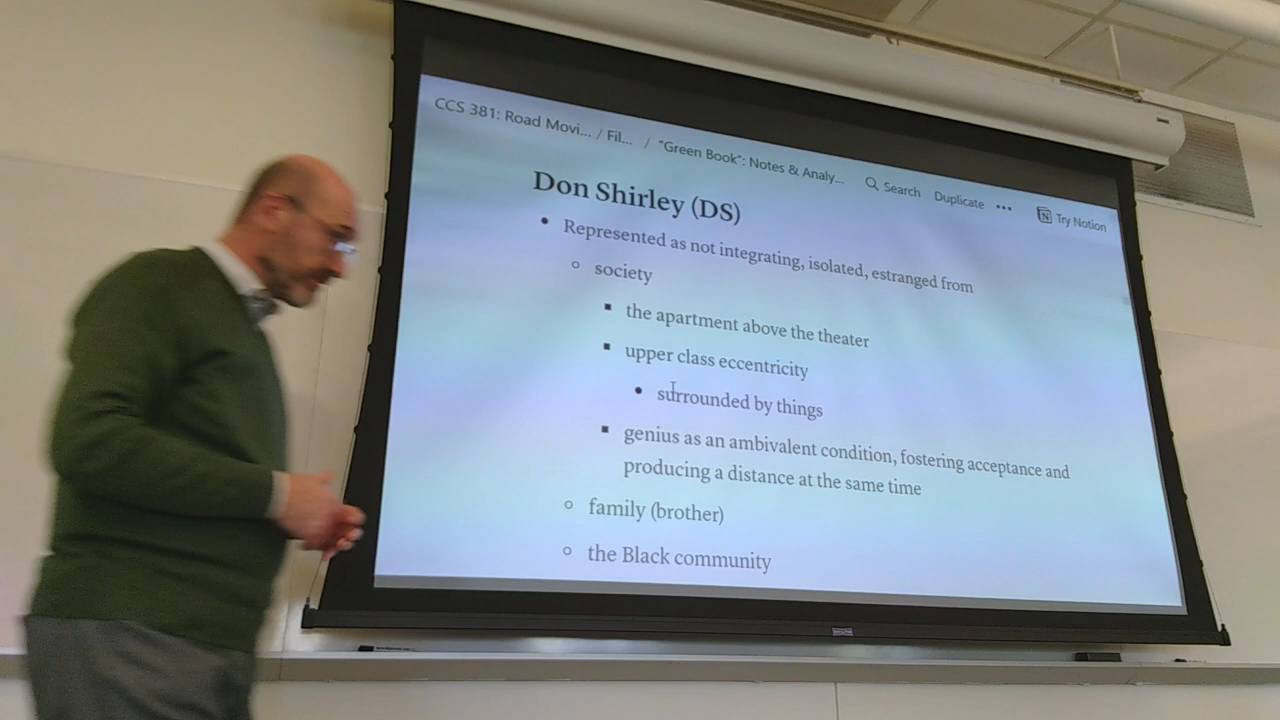 CCS 381: Road Movi... / Fil... / "Green Book": Notes & Analy... Search Duplicate ••• Try Notion
Don Shirley (DS)
• Represented as not integrating, isolated, estranged from
◦ society
▪ the apartment above the theater
▪ upper class eccentricity
• surrounded by things
▪ genius as an ambivalent condition, fostering acceptance and
producing a distance at the same time
◦ family (brother)
◦ the Black community